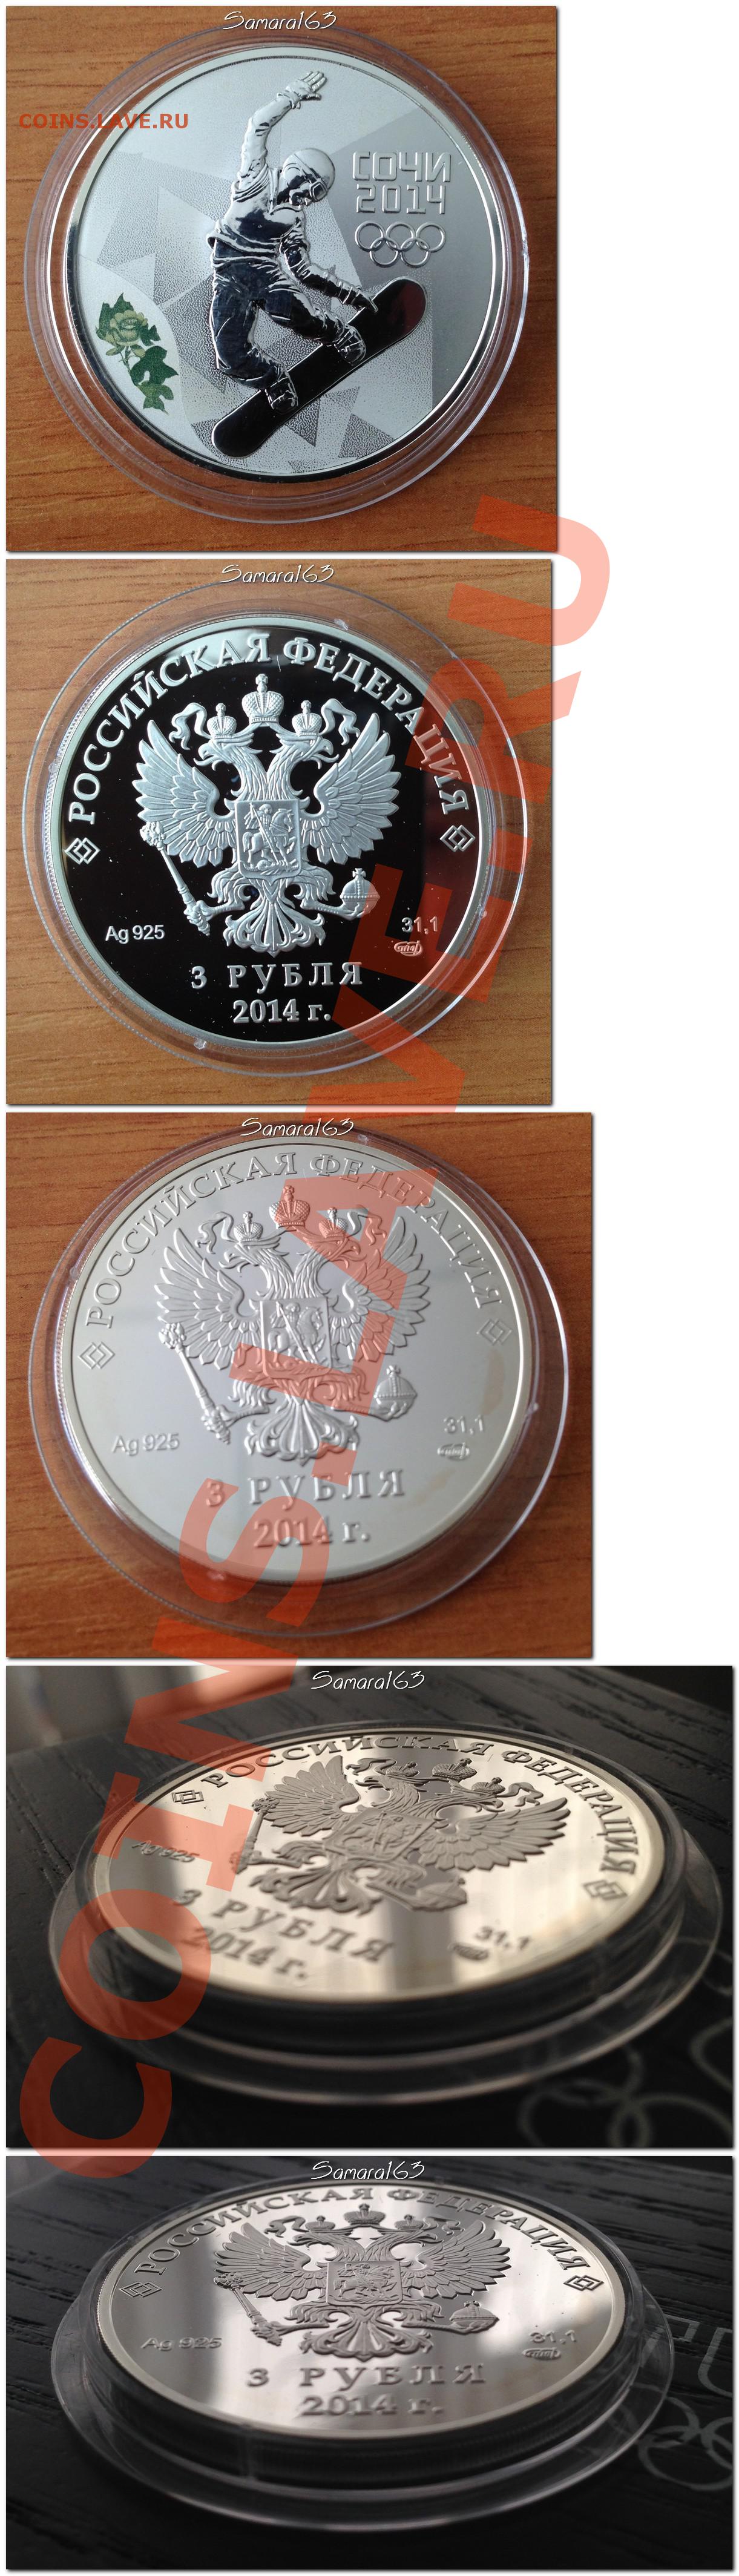 Samara163
COINS.LAVE.RU
СОЧИ
2014
Samara163
РОССИЙСКАЯ ФЕДЕРАЦИЯ
Ag 925
31,1
3 РУБЛЯ
2014 г.
Samara163
РОССИЙСКАЯ ФЕДЕРАЦИЯ
Ag 925
31,1
3 РУБЛЯ
2014 г.
Samara163
РОССИЙСКАЯ ФЕДЕРАЦИЯ
Ag 925
31,1
3 РУБЛЯ
2014 г.
Samara163
РОССИЙСКАЯ ФЕДЕРАЦИЯ
Ag 925
31,1
3 РУБЛЯ
2014 г.
COINS.LAVE.RU